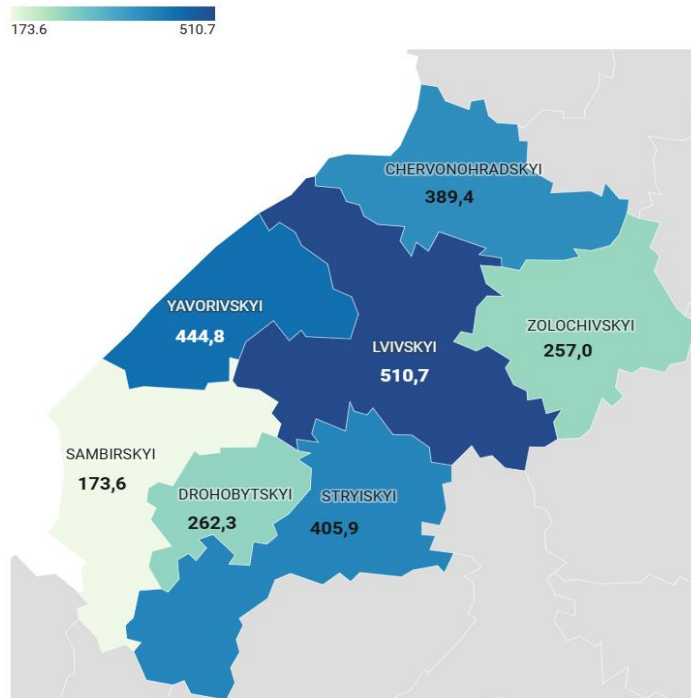 173.6 510.7
CHERVONOHRADSKYI
389,4
YAVORIVSKYI
444,8
ZOLOCHIVSKYI
257,0
LVIVSKYI
510,7
SAMBIRSKYI
173,6
DROHOBYTSKYI
262,3
STRYISKYI
405,9